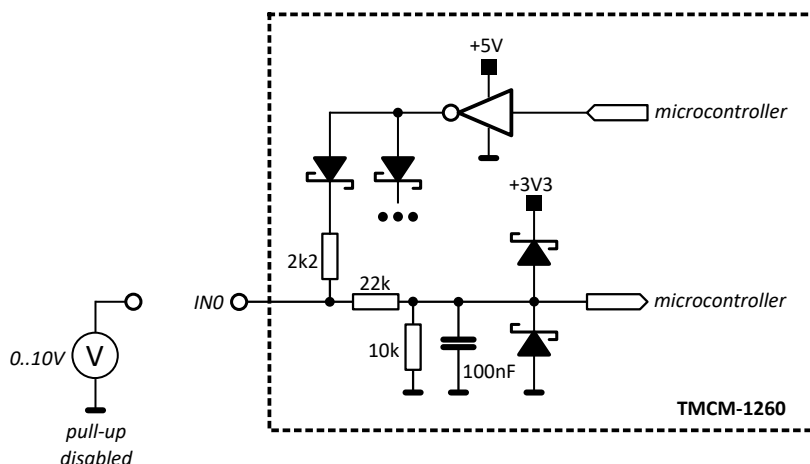 +5V
microcontroller
+3V3
2k2
22k
IN0
microcontroller
0..10V
V
10k
100nF
TMCM-1260
pull-up
disabled